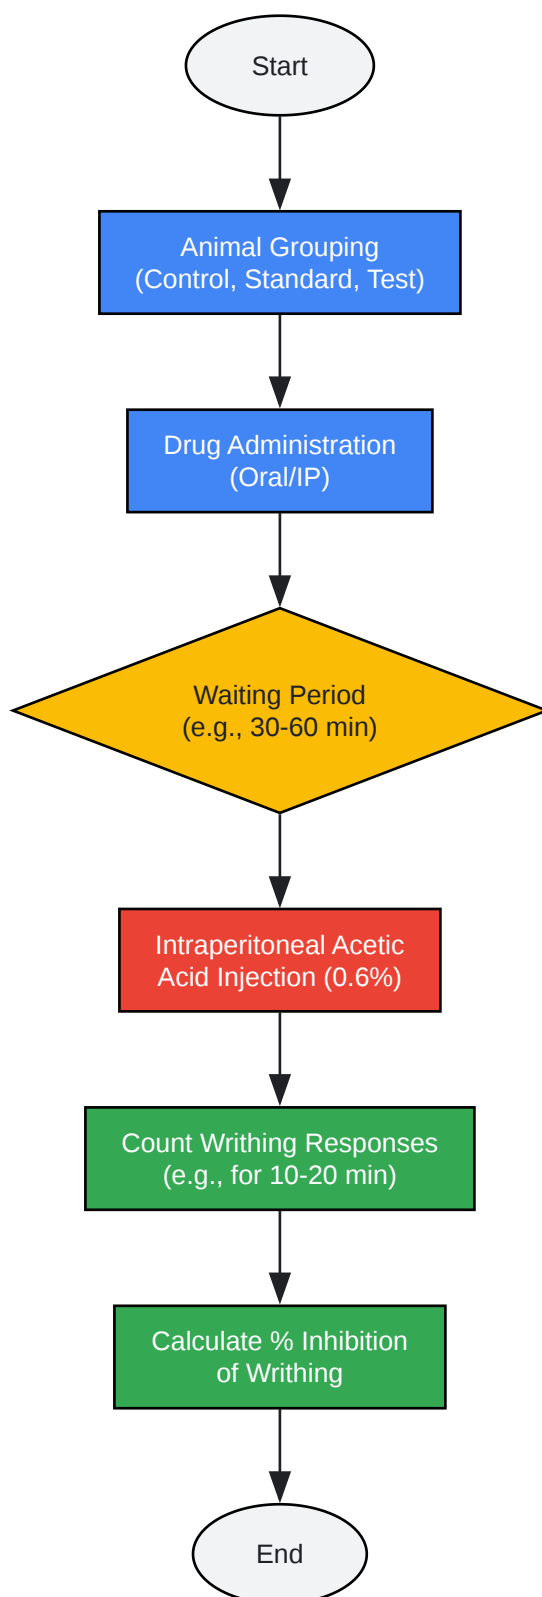 Start
Animal Grouping
(Control, Standard, Test)
Drug Administration
(Oral/IP)
Waiting Period
(e.g., 30-60 min)
Intraperitoneal Acetic
Acid Injection (0.6%)
Count Writhing Responses
(e.g., for 10-20 min)
Calculate % Inhibition
of Writhing
End